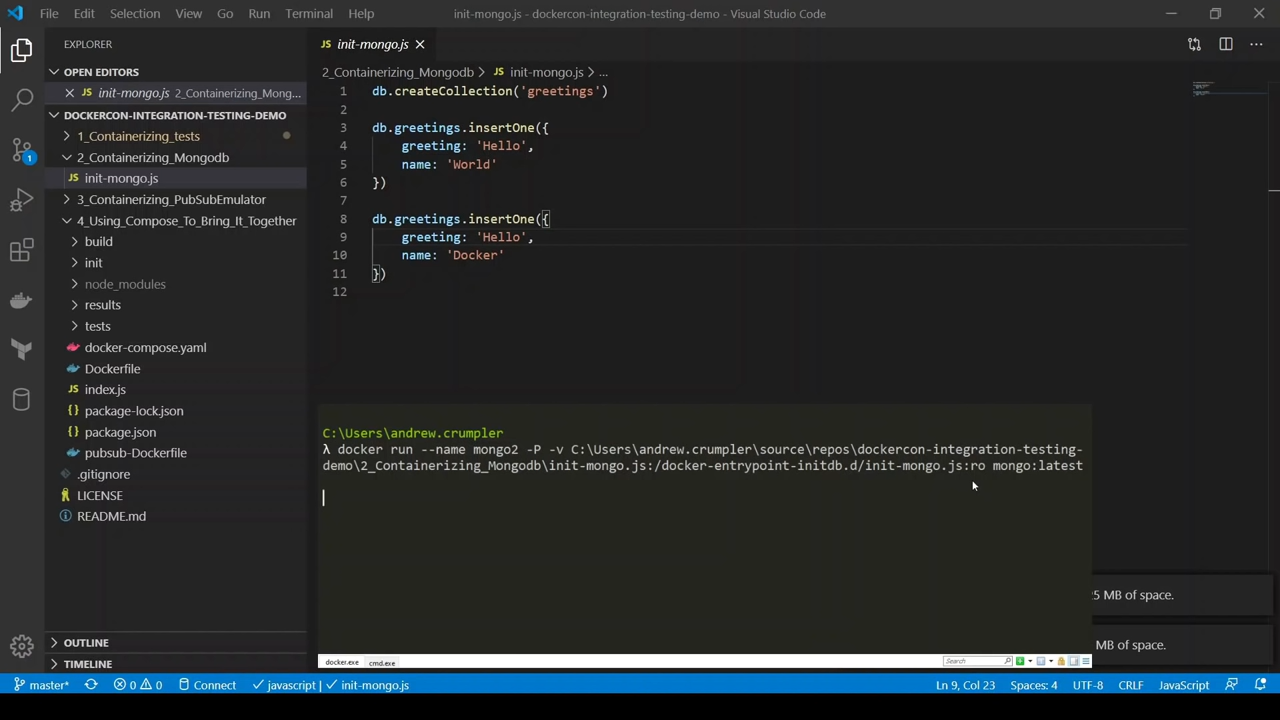 File Edit Selection View Go Run Terminal Help init-mongo.js - dockercon-integration-testing-demo - Visual Studio Code
EXPLORER
OPEN EDITORS
init-mongo.js 2_Containerizing_Mong...
DOCKERCON-INTEGRATION-TESTING-DEMO
1_Containerizing_tests
2_Containerizing_Mongodb
JS init-mongo.js
3_Containerizing_PubSubEmulator
4_Using_Compose_To_Bring_It_Together
build
init
node_modules
results
tests
docker-compose.yaml
Dockerfile
JS index.js
{} package-lock.json
{} package.json
pubsub-Dockerfile
.gitignore
LICENSE
README.md
OUTLINE
TIMELINE
1
JS init-mongo.js
2_Containerizing_Mongodb > JS init-mongo.js > ...
1 db.createCollection('greetings')
2
3 db.greetings.insertOne({
4 greeting: 'Hello',
5 name: 'World'
6 })
7
8 db.greetings.insertOne({
9 greeting: 'Hello',
10 name: 'Docker'
11 })
12
C:\Users\andrew.crumpler
λ docker run --name mongo2 -P -v C:\Users\andrew.crumpler\source\repos\dockercon-integration-testing-
demo\2_Containerizing_Mongodb\init-mongo.js:/docker-entrypoint-initdb.d/init-mongo.js:ro mongo:latest
docker.exe cmd.exe Search
5 MB of space.
MB of space.
master* 0 0 Connect javascript | init-mongo.js Ln 9, Col 23 Spaces: 4 UTF-8 CRLF JavaScript